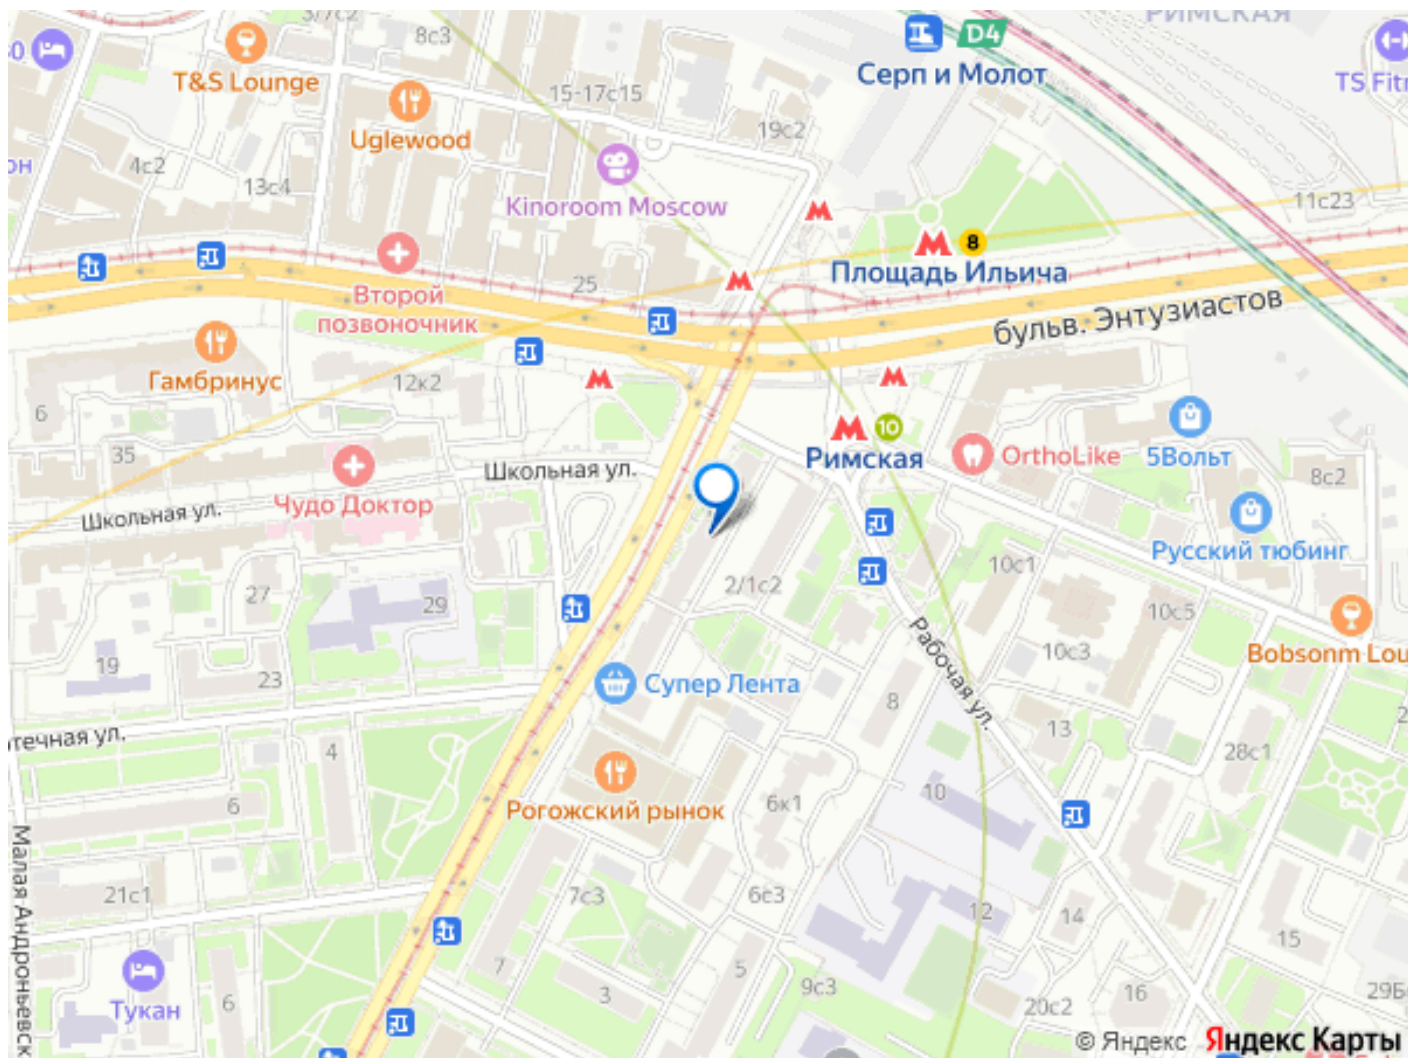 3/7с2
8с3
РИМСКАЯ
D4
T&S Lounge
Серп и Молот
TS Fitn
15-17с15
Uglewood
19с2
4с2
13с4
11с23
Kinoroom Moscow
8
Площадь Ильича
25
Второй
позвоночник
бульв. Энтузиастов
Гамбринус
12к2
6
10
Римская
OrthoLike
5Вольт
35
Школьная ул.
8с2
Чудо Доктор
Школьная ул.
Русский тюбинг
2/1с2
10с1
27
29
10с5
Рабочая ул.
10с3
Bobsonm Lou
19
23
Супер Лента
8
13
течная ул.
4
28с1
6
Рогожский рынок
6к1
10
Малая Андроньевск
21с1
7с3
6с3
12
14
15
7
5
3
9с3
Тукан
6
20с2
16
29Б
© Яндекс
Яндекс Карты